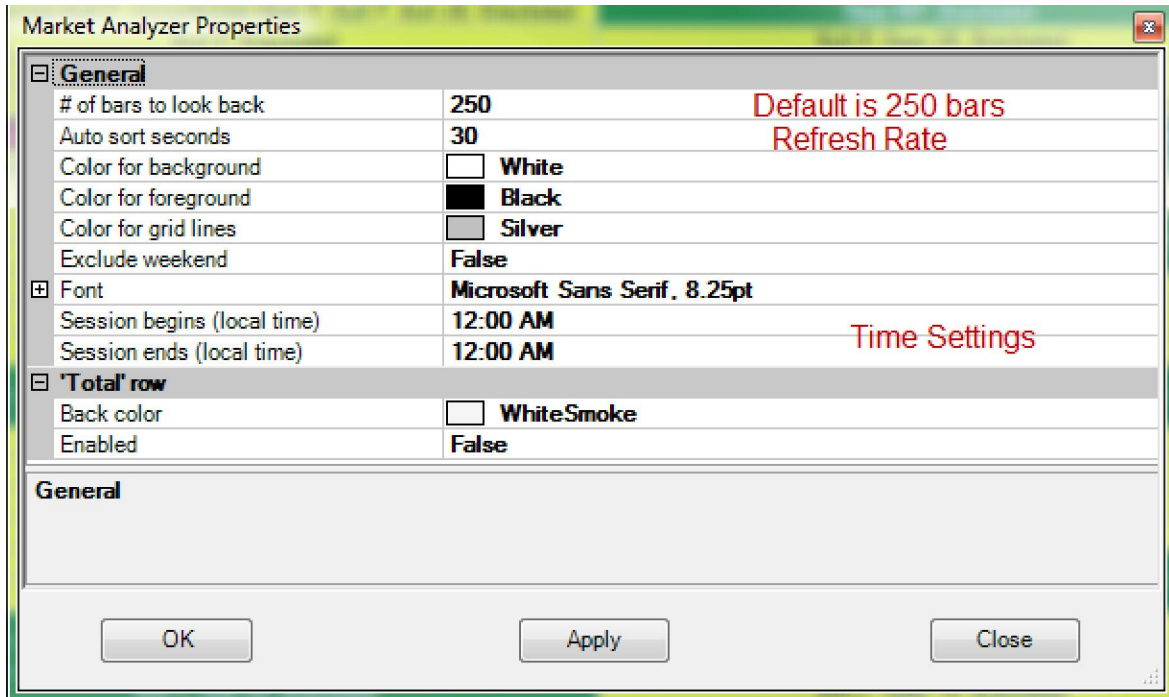 Market Analyzer Properties
General
# of bars to look back 250 Default is 250 bars
Auto sort seconds 30 Refresh Rate
Color for background White
Color for foreground Black
Color for grid lines Silver
Exclude weekend False
Font Microsoft Sans Serif, 8.25pt
Session begins (local time) 12:00 AM
Time Settings
Session ends (local time) 12:00 AM
'Total' row
Back color WhiteSmoke
Enabled False
General
OK Apply Close